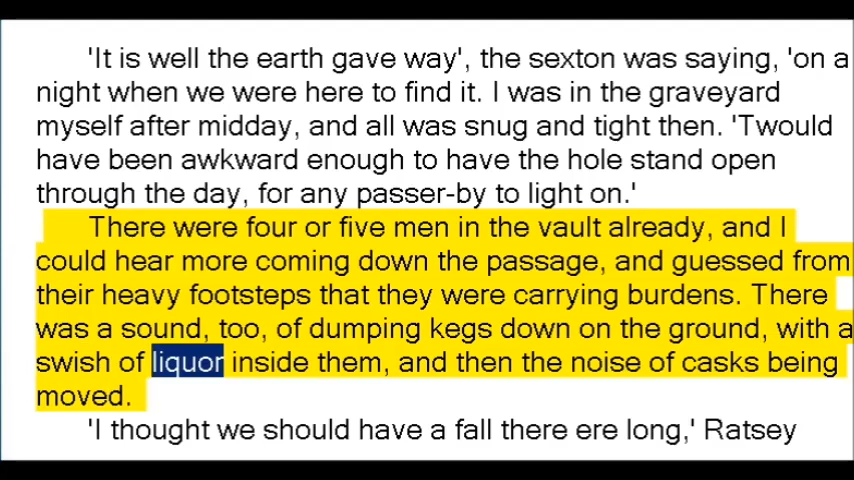 'It is well the earth gave way', the sexton was saying, 'on a
night when we were here to find it. I was in the graveyard
myself after midday, and all was snug and tight then. 'Twould
have been awkward enough to have the hole stand open
through the day, for any passer-by to light on.'
There were four or five men in the vault already, and I
could hear more coming down the passage, and guessed from
their heavy footsteps that they were carrying burdens. There
was a sound, too, of dumping kegs down on the ground, with a
swish of liquor inside them, and then the noise of casks being
moved.
'I thought we should have a fall there ere long,' Ratsey